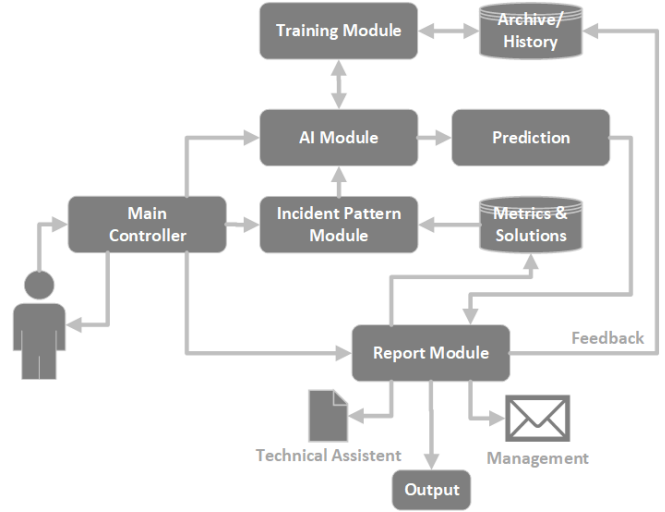 Training Module
Archive/
History
AI Module
Prediction
Main
Controller
Incident Pattern
Module
Metrics &
Solutions
Report Module
Feedback
Technical Assistent
Management
Output